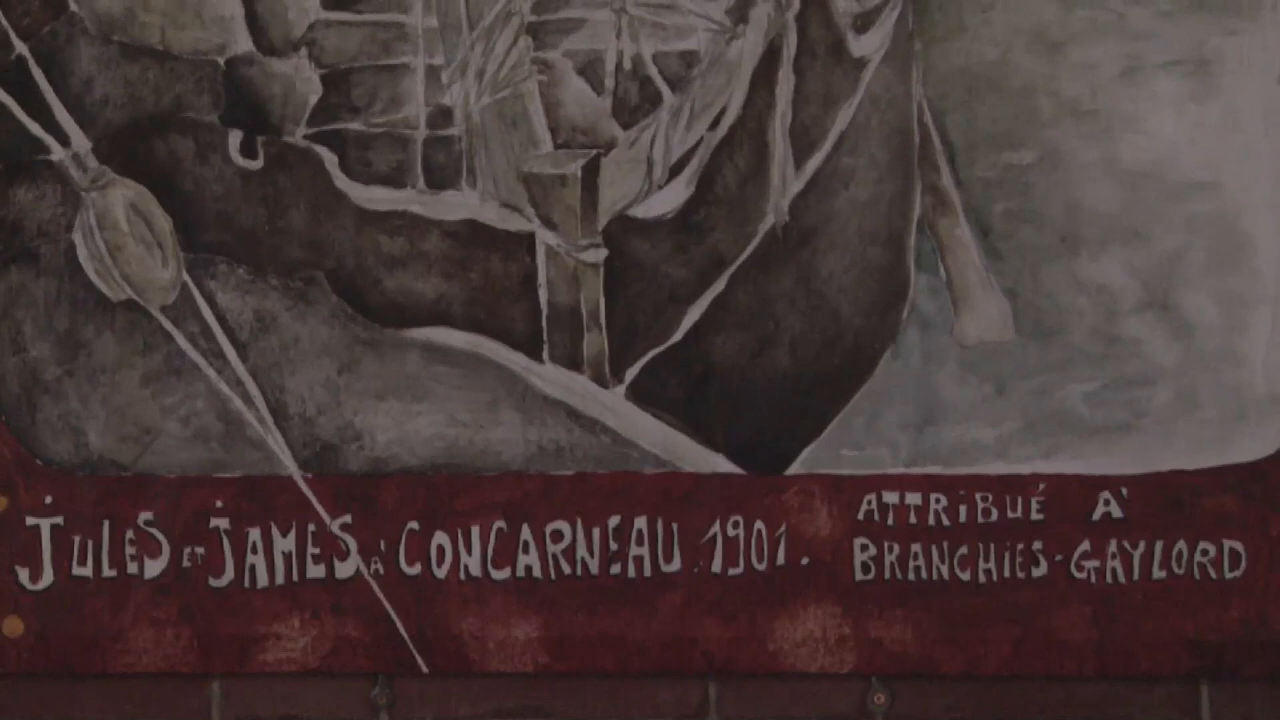 JULES ET JAMES A' CONCARNEAU 1901.
ATTRIBUÉ A'
BRANCHIES-GAYLORD